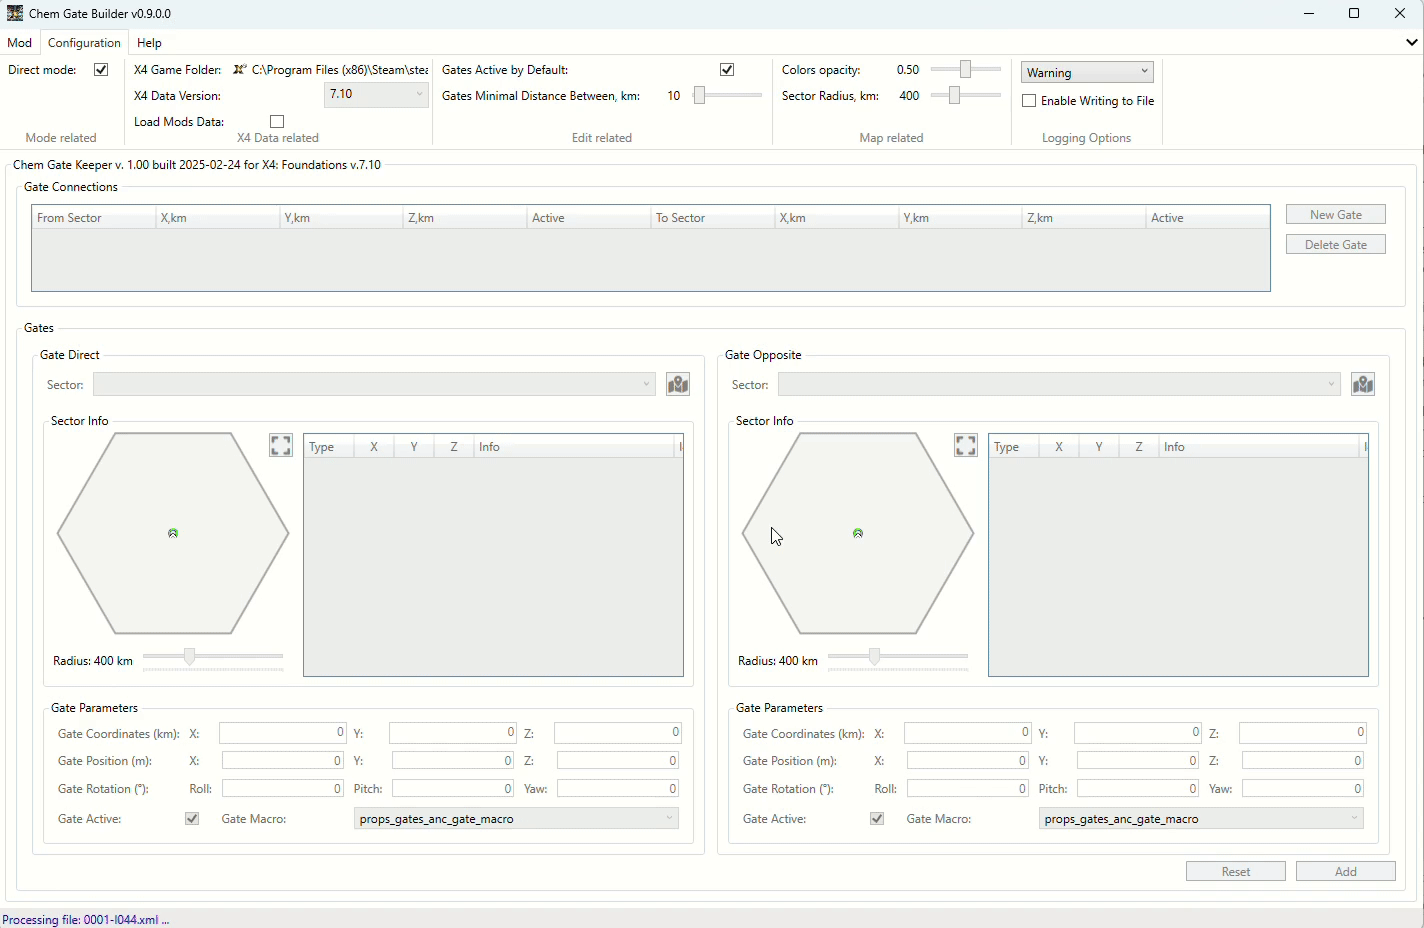 Chem Gate Builder v0.9.0.0
Mod Configuration Help
Direct mode:
Mode related
X4 Game Folder: C:\Program Files (x86)\Steam\stea
X4 Data Version: 7.10
Load Mods Data:
X4 Data related
Gates Active by Default:
Gates Minimal Distance Between, km: 10
Edit related
Colors opacity: 0.50
Sector Radius, km: 400
Map related
Warning
Enable Writing to File
Logging Options
Chem Gate Keeper v. 1.00 built 2025-02-24 for X4: Foundations v.7.10
Gate Connections
From Sector X,km Y,km Z,km Active To Sector X,km Y,km Z,km Active
New Gate
Delete Gate
Gates
Gate Direct
Sector:
Sector Info
Type X Y Z Info
Radius: 400 km
Gate Parameters
Gate Coordinates (km): X: 0 Y: 0 Z: 0
Gate Position (m): X: 0 Y: 0 Z: 0
Gate Rotation (°): Roll: 0 Pitch: 0 Yaw: 0
Gate Active: Gate Macro: props_gates_anc_gate_macro
Gate Opposite
Sector:
Sector Info
Type X Y Z Info
Radius: 400 km
Gate Parameters
Gate Coordinates (km): X: 0 Y: 0 Z: 0
Gate Position (m): X: 0 Y: 0 Z: 0
Gate Rotation (°): Roll: 0 Pitch: 0 Yaw: 0
Gate Active: Gate Macro: props_gates_anc_gate_macro
Reset Add
Processing file: 0001-l044.xml ...